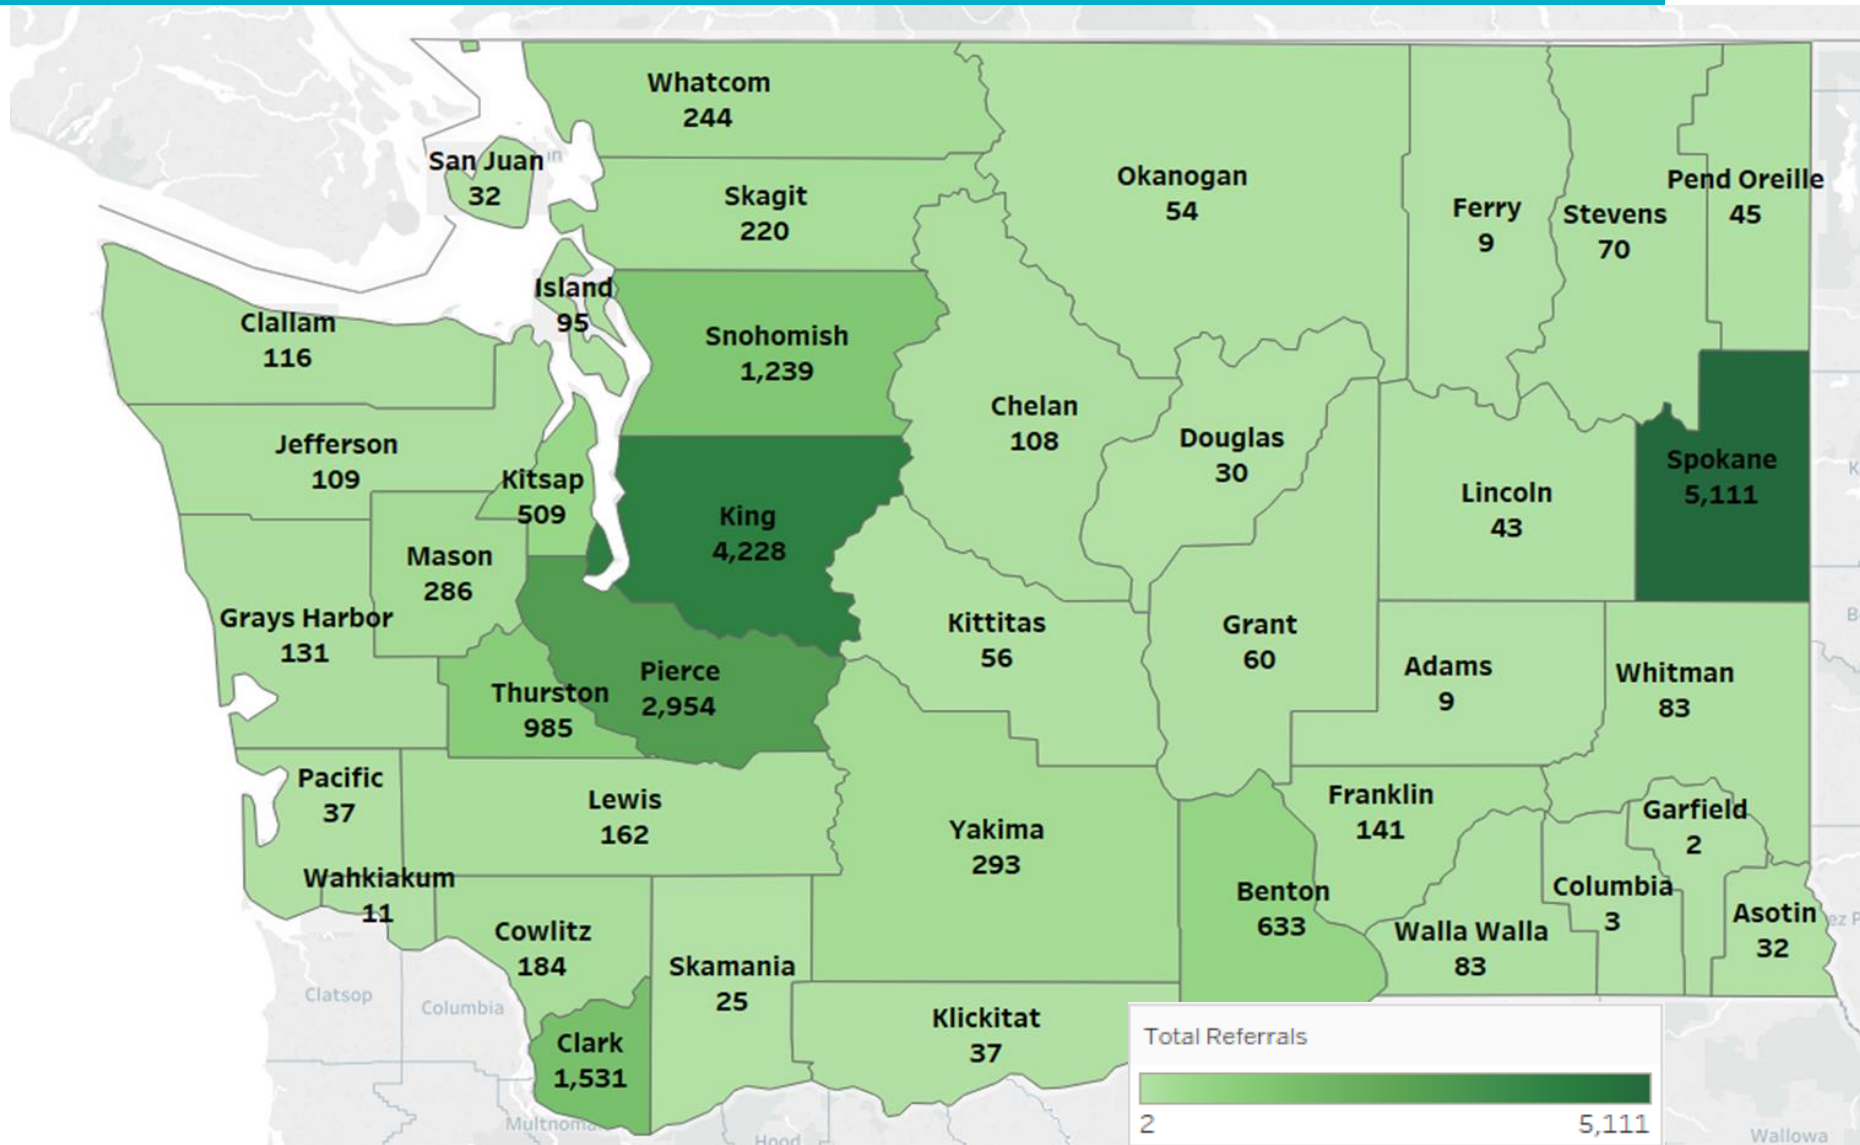 Whatcom
244
San Juan
32
in
Skagit
220
Okanogan
54
Ferry
9
Stevens
70
Pend Oreille
45
Island
95
Clallam
116
Snohomish
1,239
Chelan
108
Douglas
30
Lincoln
43
Spokane
5,111
K
Jefferson
109
Kitsap
509
King
4,228
Mason
286
Grays Harbor
131
Kittitas
56
Grant
60
Adams
9
Whitman
83
B
Thurston
985
Pierce
2,954
Pacific
37
Lewis
162
Yakima
293
Franklin
141
Garfield
2
Wahkiakum
11
Benton
633
Columbia
3
Asotin
32
ez P
Cowlitz
184
Skamania
25
Walla Walla
83
Clatsop
Columbia
Clark
1,531
Klickitat
37
Total Referrals
2
5,111
Multnoma
Hood
Wallowa